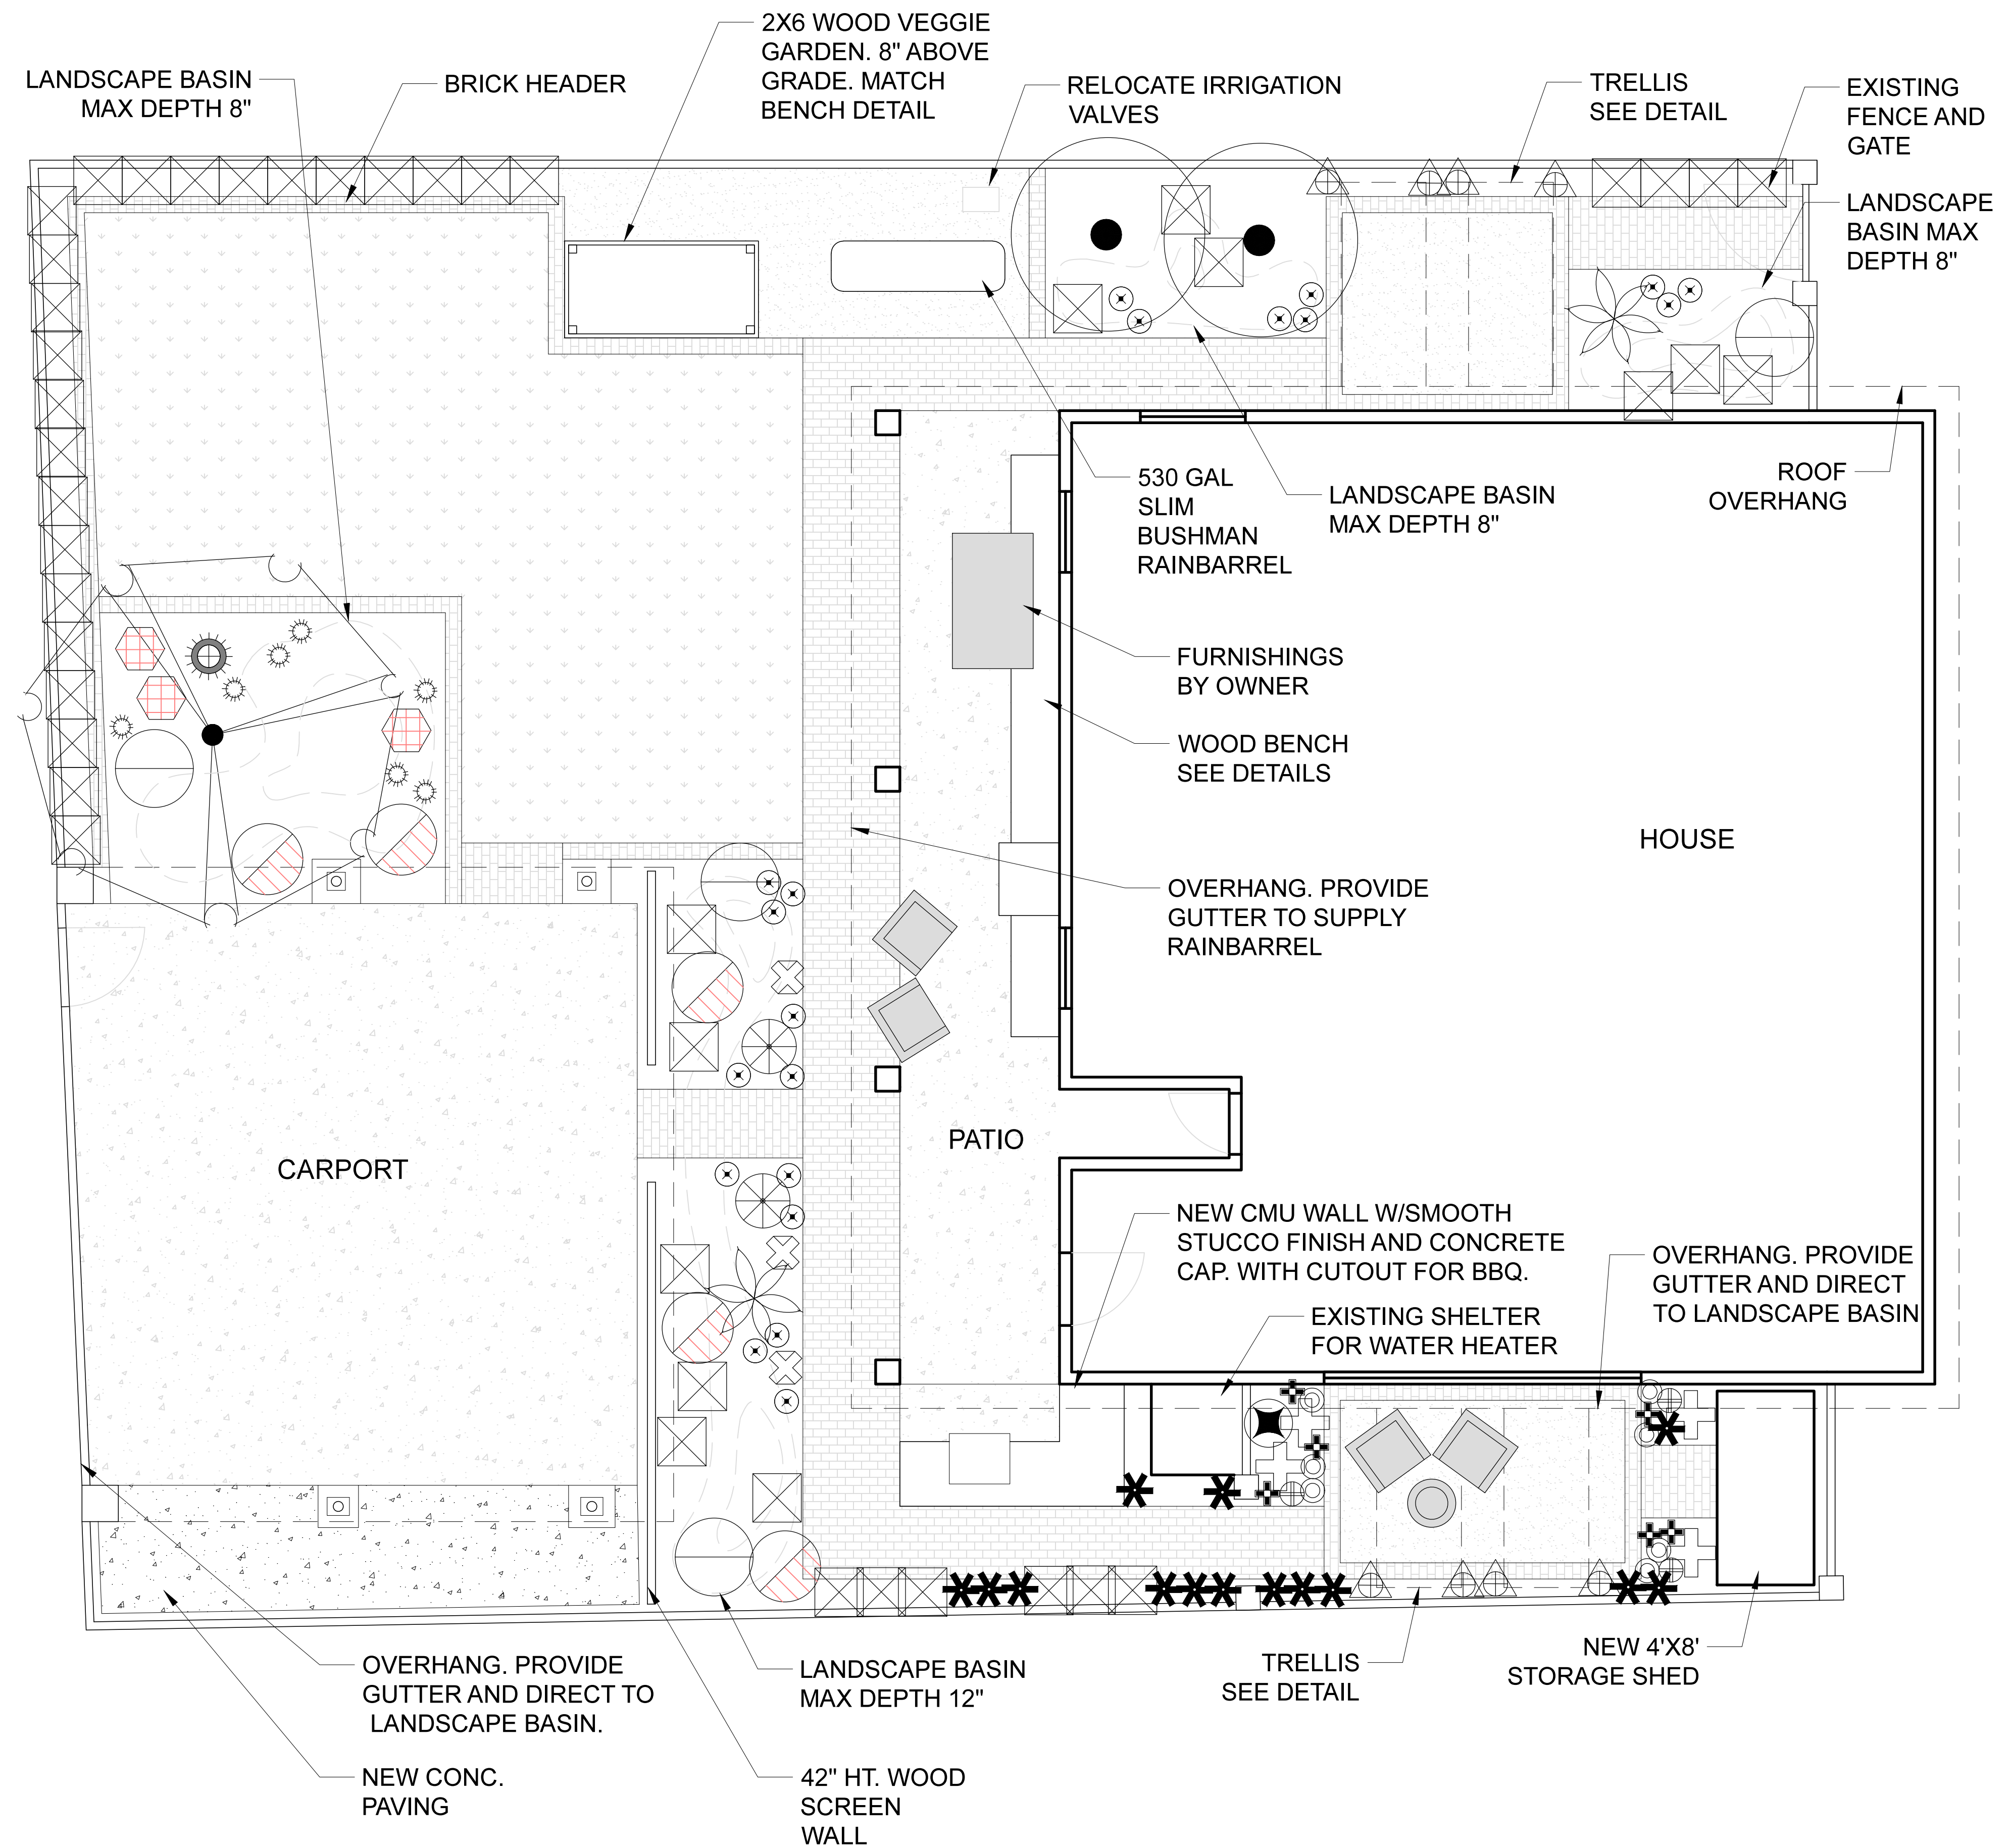 2X6 WOOD VEGGIE
GARDEN. 8" ABOVE
GRADE. MATCH
BENCH DETAIL
LANDSCAPE BASIN
MAX DEPTH 8"
BRICK HEADER
RELOCATE IRRIGATION
VALVES
TRELLIS
SEE DETAIL
EXISTING
FENCE AND
GATE
LANDSCAPE
BASIN MAX
DEPTH 8"
530 GAL
SLIM
BUSHMAN
RAINBARREL
LANDSCAPE BASIN
MAX DEPTH 8"
ROOF
OVERHANG
FURNISHINGS
BY OWNER
WOOD BENCH
SEE DETAILS
HOUSE
OVERHANG. PROVIDE
GUTTER TO SUPPLY
RAINBARREL
PATIO
CARPORT
NEW CMU WALL W/SMOOTH
STUCCO FINISH AND CONCRETE
CAP. WITH CUTOUT FOR BBQ.
EXISTING SHELTER
FOR WATER HEATER
OVERHANG. PROVIDE
GUTTER AND DIRECT
TO LANDSCAPE BASIN
OVERHANG. PROVIDE
GUTTER AND DIRECT TO
LANDSCAPE BASIN.
LANDSCAPE BASIN
MAX DEPTH 12"
TRELLIS
SEE DETAIL
NEW 4'X8'
STORAGE SHED
NEW CONC.
PAVING
42" HT. WOOD
SCREEN
WALL